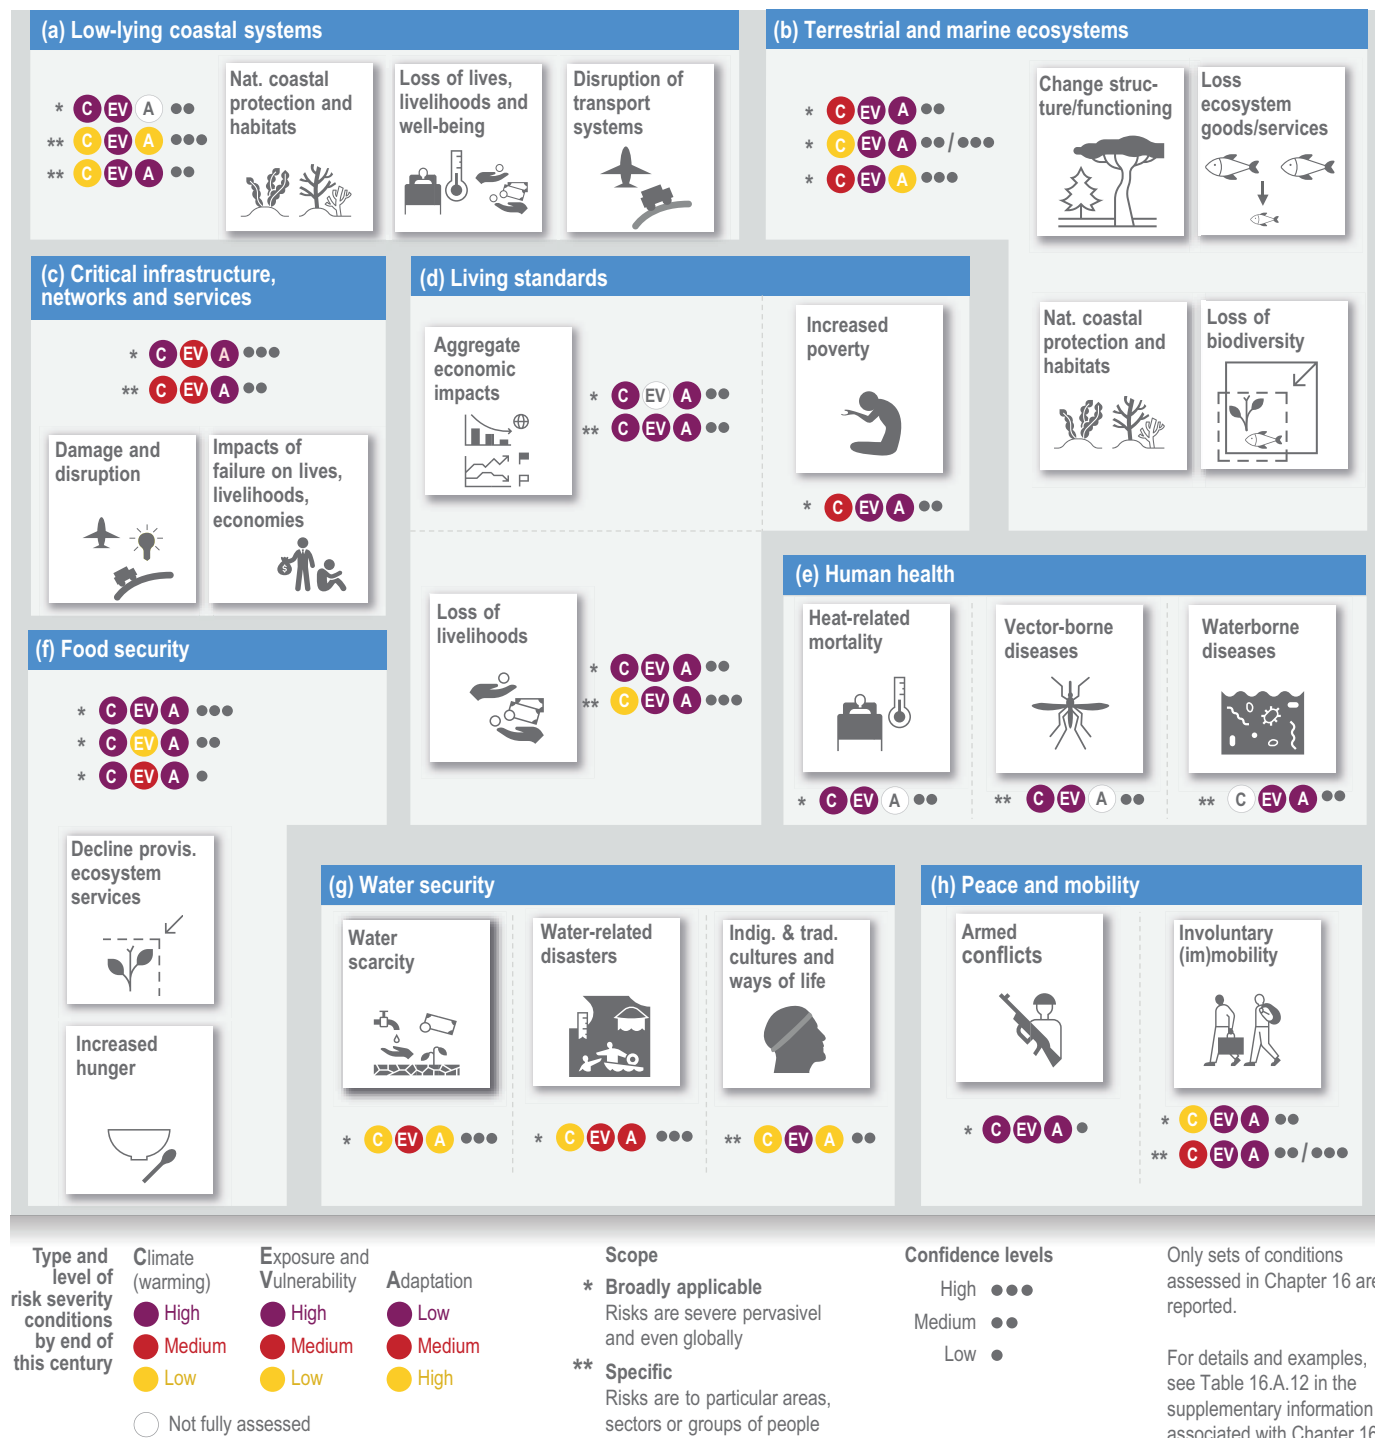 (a) Low-lying coastal systems
* C EV A ●●
** C EV A ●●●
** C EV A ●●
Nat. coastal
protection and
habitats
Loss of lives,
livelihoods and
well-being
Disruption of
transport
systems
(b) Terrestrial and marine ecosystems
* C EV A ●●
* C EV A ●●/●●●
* C EV A ●●●
Change struc-
ture/functioning
Loss
ecosystem
goods/services
Nat. coastal
protection and
habitats
Loss of
biodiversity
(c) Critical infrastructure,
networks and services
* C EV A ●●●
** C EV A ●●
Damage and
disruption
Impacts of
failure on lives,
livelihoods,
economies
$
(d) Living standards
Aggregate
economic
impacts
* C EV A ●●
** C EV A ●●
Increased
poverty
* C EV A ●●
Loss of
livelihoods
* C EV A ●●
** C EV A ●●●
(e) Human health
Heat-related
mortality
* C EV A ●●
Vector-borne
diseases
** C EV A ●●
Waterborne
diseases
** C EV A ●●
(f) Food security
* C EV A ●●●
* C EV A ●●
* C EV A ●
Decline provis.
ecosystem
services
Increased
hunger
(g) Water security
Water
scarcity
* C EV A ●●●
Water-related
disasters
* C EV A ●●●
Indig. & trad.
cultures and
ways of life
** C EV A ●●
(h) Peace and mobility
Armed
conflicts
* C EV A ●
Involuntary
(im)mobility
* C EV A ●●
** C EV A ●●/●●●
Type and
level of
risk severity
conditions
by end of
this century
Climate
(warming)
High
Medium
Low
Not fully assessed
Exposure and
Vulnerability
High
Medium
Low
Adaptation
Low
Medium
High
Scope
* Broadly applicable
Risks are severe pervasivel
and even globally
** Specific
Risks are to particular areas,
sectors or groups of people
Confidence levels
High ●●●
Medium ●●
Low ●
Only sets of conditions
assessed in Chapter 16 are
reported.
For details and examples,
see Table 16.A.12 in the
supplementary information
associated with Chapter 16